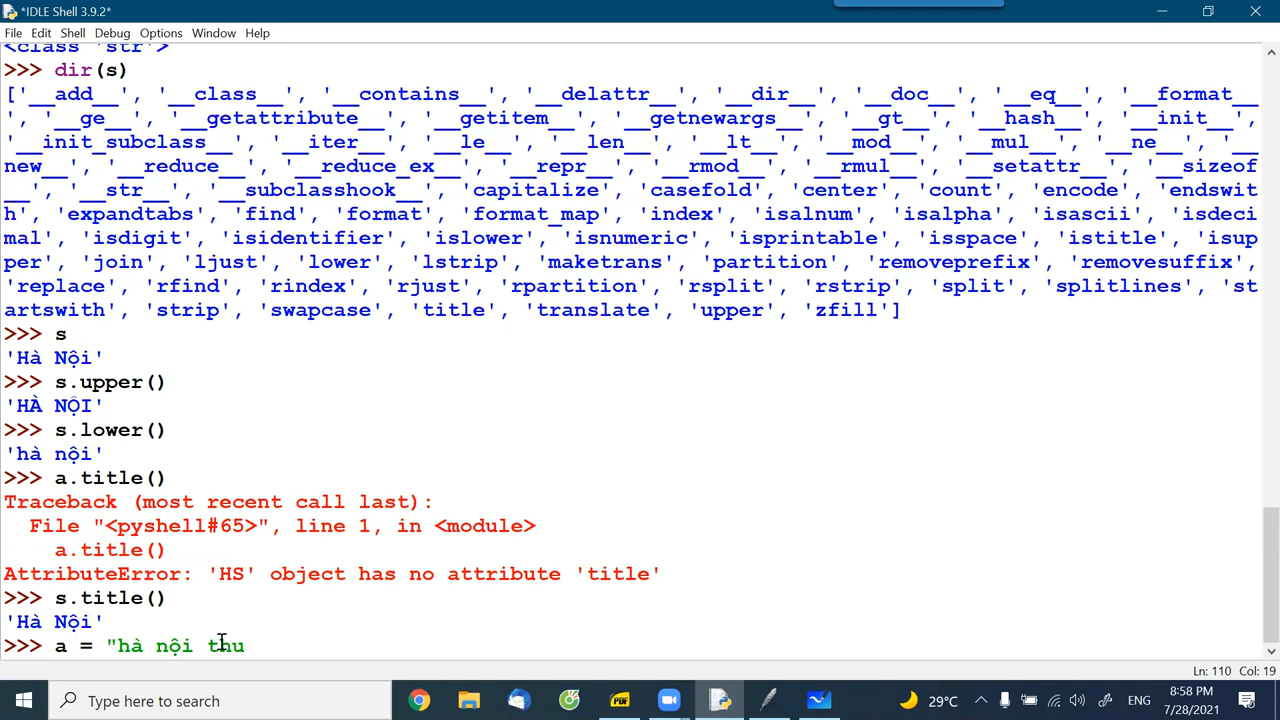 *IDLE Shell 3.9.2*
File Edit Shell Debug Options Window Help
<class 'str'>
>>> dir(s)
['__add__', '__class__', '__contains__', '__delattr__', '__dir__', '__doc__', '__eq__', '__format__
', '__ge__', '__getattribute__', '__getitem__', '__getnewargs__', '__gt__', '__hash__', '__init__',
'__init_subclass__', '__iter__', '__le__', '__len__', '__lt__', '__mod__', '__mul__', '__ne__', '__
new__', '__reduce__', '__reduce_ex__', '__repr__', '__rmod__', '__rmul__', '__setattr__', '__sizeof
__', '__str__', '__subclasshook__', 'capitalize', 'casefold', 'center', 'count', 'encode', 'endswit
h', 'expandtabs', 'find', 'format', 'format_map', 'index', 'isalnum', 'isalpha', 'isascii', 'isdeci
mal', 'isdigit', 'isidentifier', 'islower', 'isnumeric', 'isprintable', 'isspace', 'istitle', 'isup
per', 'join', 'ljust', 'lower', 'lstrip', 'maketrans', 'partition', 'removeprefix', 'removesuffix',
'replace', 'rfind', 'rindex', 'rjust', 'rpartition', 'rsplit', 'rstrip', 'split', 'splitlines', 'st
artswith', 'strip', 'swapcase', 'title', 'translate', 'upper', 'zfill']
>>> s
'Hà Nội'
>>> s.upper()
'HÀ NỘI'
>>> s.lower()
'hà nội'
>>> a.title()
Traceback (most recent call last):
  File "<pyshell#65>", line 1, in <module>
    a.title()
AttributeError: 'HS' object has no attribute 'title'
>>> s.title()
'Hà Nội'
>>> a = "hà nội thu
Ln: 110 Col: 19
Type here to search
29°C
ENG
8:58 PM
7/28/2021